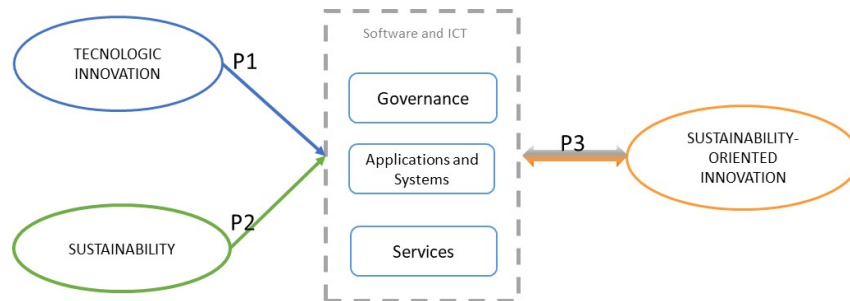 TECNOLOGIC
INNOVATION
P1
Software and ICT
Governance
Applications and
Systems
Services
P2
SUSTAINABILITY
P3
SUSTAINABILITY-
ORIENTED
INNOVATION